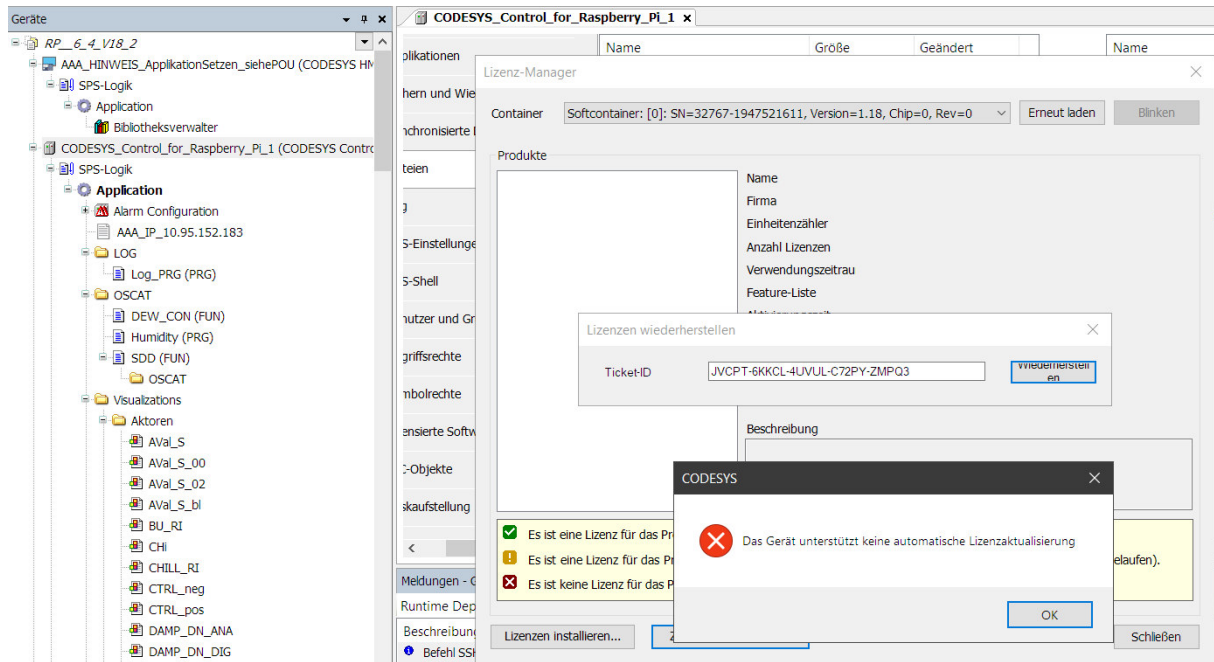 Geräte
RP__6_4_V18_2
AAA_HINWEIS_ApplikationSetzen_siehePOU (CODESYS HM
SPS-Logik
Application
Bibliotheksverwalter
CODESYS_Control_for_Raspberry_Pi_1 (CODESYS Contro
SPS-Logik
Application
Alarm Configuration
AAA_IP_10.95.152.183
LOG
Log_PRG (PRG)
OSCAT
DEW_CON (FUN)
Humidity (PRG)
SDD (FUN)
OSCAT
Visualizations
Aktoren
AVal_S
AVal_S_00
AVal_S_02
AVal_S_bl
BU_RI
CHi
CHILL_RI
CTRL_neg
CTRL_pos
DAMP_DN_ANA
DAMP_DN_DIG
CODESYS_Control_for_Raspberry_Pi_1
plikationen
hern und Wie
nchronisierte
teien
g
S-Einstellunge
S-Shell
nutzer und Gr
griffsrechte
mbolrechte
ensierte Softw
C-Objekte
skaufstellung
Name Größe Geändert Name
Lizenz-Manager
Container Softcontainer: [0]: SN=32767-1947521611, Version=1.18, Chip=0, Rev=0 Erneut laden Blinken
Produkte
Name
Firma
Einheitenzähler
Anzahl Lizenzen
Verwendungszeitrau
Feature-Liste
Lizenzen wiederherstellen
Ticket-ID JVCPT-6KKCL-4UVUL-C72PY-ZMPQ3 Wiederherstell
en
Beschreibung
CODESYS
Das Gerät unterstützt keine automatische Lizenzaktualisierung
OK
Es ist eine Lizenz für das Pr
Es ist eine Lizenz für das Pr elaufen).
Es ist keine Lizenz für das P
Lizenzen installieren... Z Schließen
Meldungen - G
Runtime Dep
Beschreibung
Befehl SSH